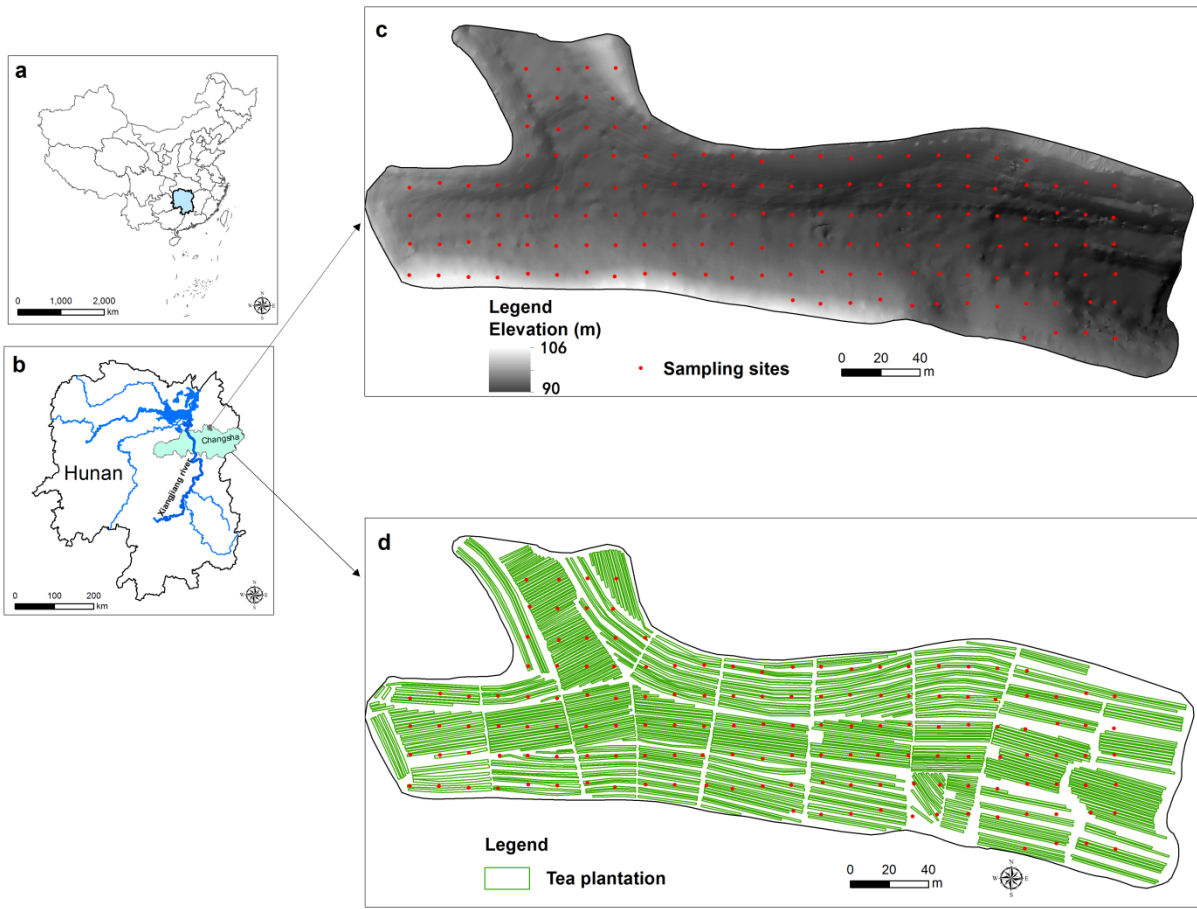 a
0 1,000 2,000
km
N
W E
S
b
Changsha
Hunan
Xiangjiang river
0 100 200
km
N
W E
S
c
Legend
Elevation (m)
106
90
Sampling sites
0 20 40
m
d
Legend
Tea plantation
0 20 40
m
N
W E
S